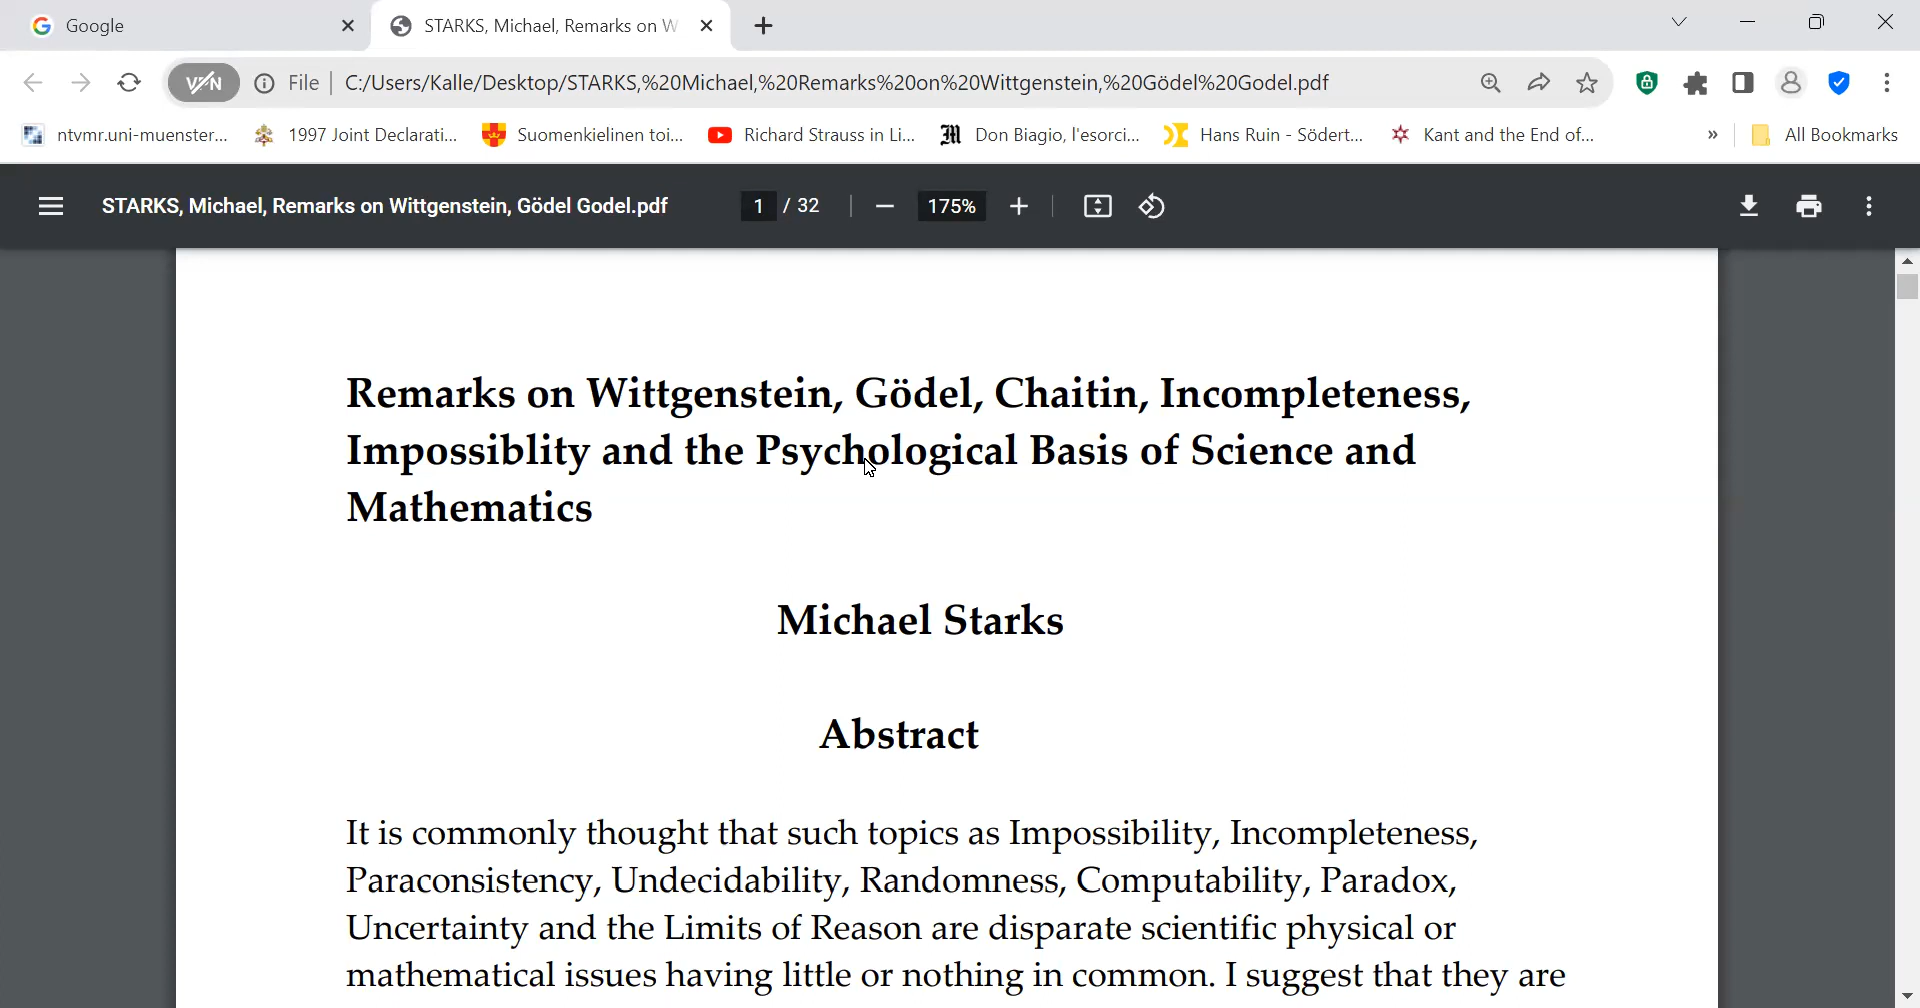 Google
STARKS, Michael, Remarks on W
VPN
File
C:/Users/Kalle/Desktop/STARKS,%20Michael,%20Remarks%20on%20Wittgenstein,%20Gödel%20Godel.pdf
ntvmr.uni-muenster...
1997 Joint Declarati...
Suomenkielinen toi...
Richard Strauss in Li...
Don Biagio, l'esorci...
Hans Ruin - Södert...
Kant and the End of...
»
All Bookmarks
STARKS, Michael, Remarks on Wittgenstein, Gödel Godel.pdf
1 / 32
175%
Remarks on Wittgenstein, Gödel, Chaitin, Incompleteness,
Impossiblity and the Psychological Basis of Science and
Mathematics
Michael Starks
Abstract
It is commonly thought that such topics as Impossibility, Incompleteness,
Paraconsistency, Undecidability, Randomness, Computability, Paradox,
Uncertainty and the Limits of Reason are disparate scientific physical or
mathematical issues having little or nothing in common. I suggest that they are